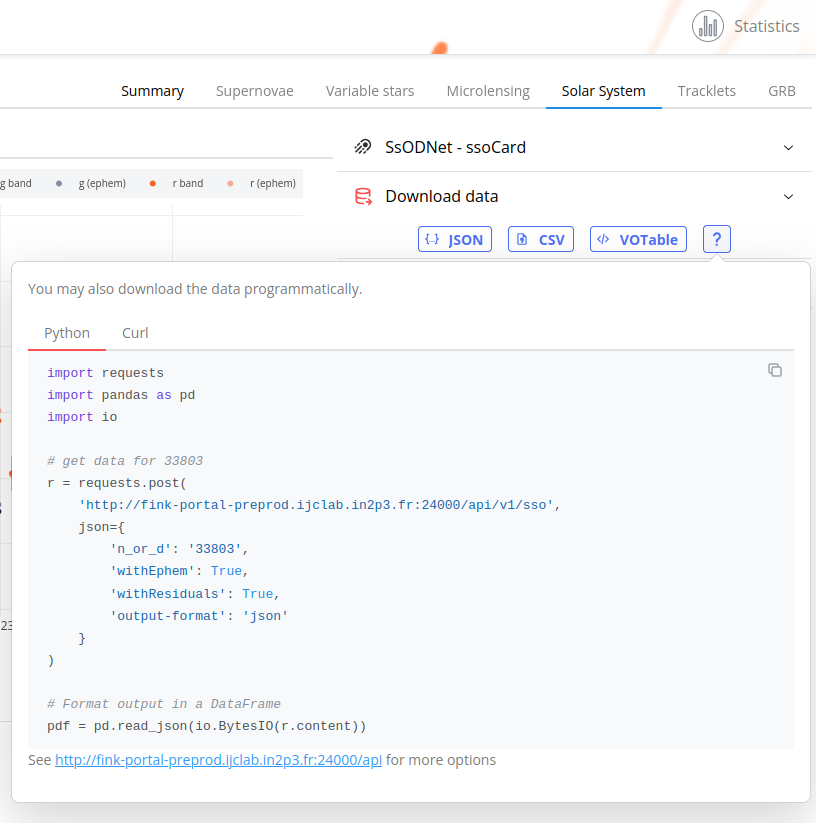 Statistics
Summary Supernovae Variable stars Microlensing Solar System Tracklets GRB
SsODNet - ssoCard
g band g (ephem) r band r (ephem)
Download data
{..} JSON CSV </> VOTable ?
You may also download the data programmatically.
Python Curl
import requests
import pandas as pd
import io
# get data for 33803
r = requests.post(
    'http://fink-portal-preprod.ijclab.in2p3.fr:24000/api/v1/sso',
    json={
        'n_or_d': '33803',
        'withEphem': True,
        'withResiduals': True,
        'output-format': 'json'
    }
)
# Format output in a DataFrame
pdf = pd.read_json(io.BytesIO(r.content))
See http://fink-portal-preprod.ijclab.in2p3.fr:24000/api for more options